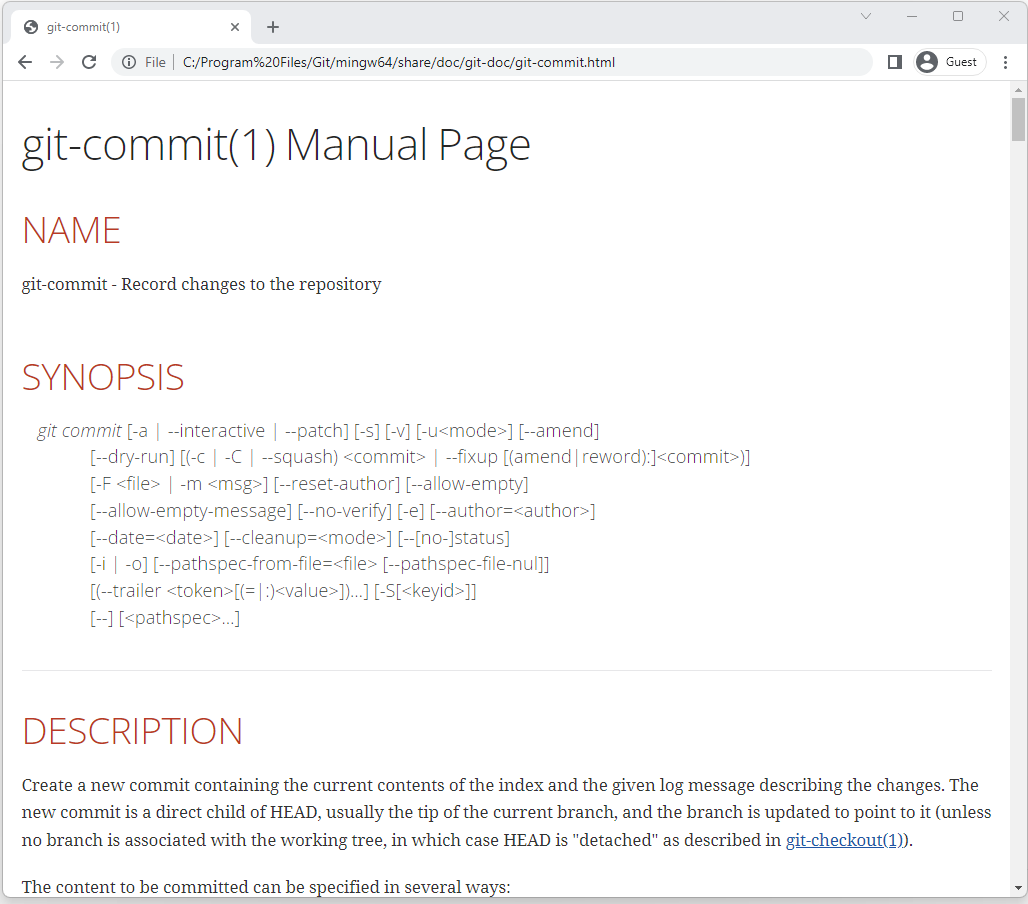 git-commit(1)
File
C:/Program%20Files/Git/mingw64/share/doc/git-doc/git-commit.html
Guest
git-commit(1) Manual Page
NAME
git-commit - Record changes to the repository
SYNOPSIS
git commit [-a | --interactive | --patch] [-s] [-v] [-u<mode>] [--amend]
[--dry-run] [(-c | -C | --squash) <commit> | --fixup [(amend|reword):]<commit>)]
[-F <file> | -m <msg>] [--reset-author] [--allow-empty]
[--allow-empty-message] [--no-verify] [-e] [--author=<author>]
[--date=<date>] [--cleanup=<mode>] [--[no-]status]
[-i | -o] [--pathspec-from-file=<file> [--pathspec-file-nul]]
[(--trailer <token>[(=|:)<value>])…] [-S[<keyid>]]
[--] [<pathspec>…]
DESCRIPTION
Create a new commit containing the current contents of the index and the given log message describing the changes. The
new commit is a direct child of HEAD, usually the tip of the current branch, and the branch is updated to point to it (unless
no branch is associated with the working tree, in which case HEAD is "detached" as described in git-checkout(1)).
The content to be committed can be specified in several ways: